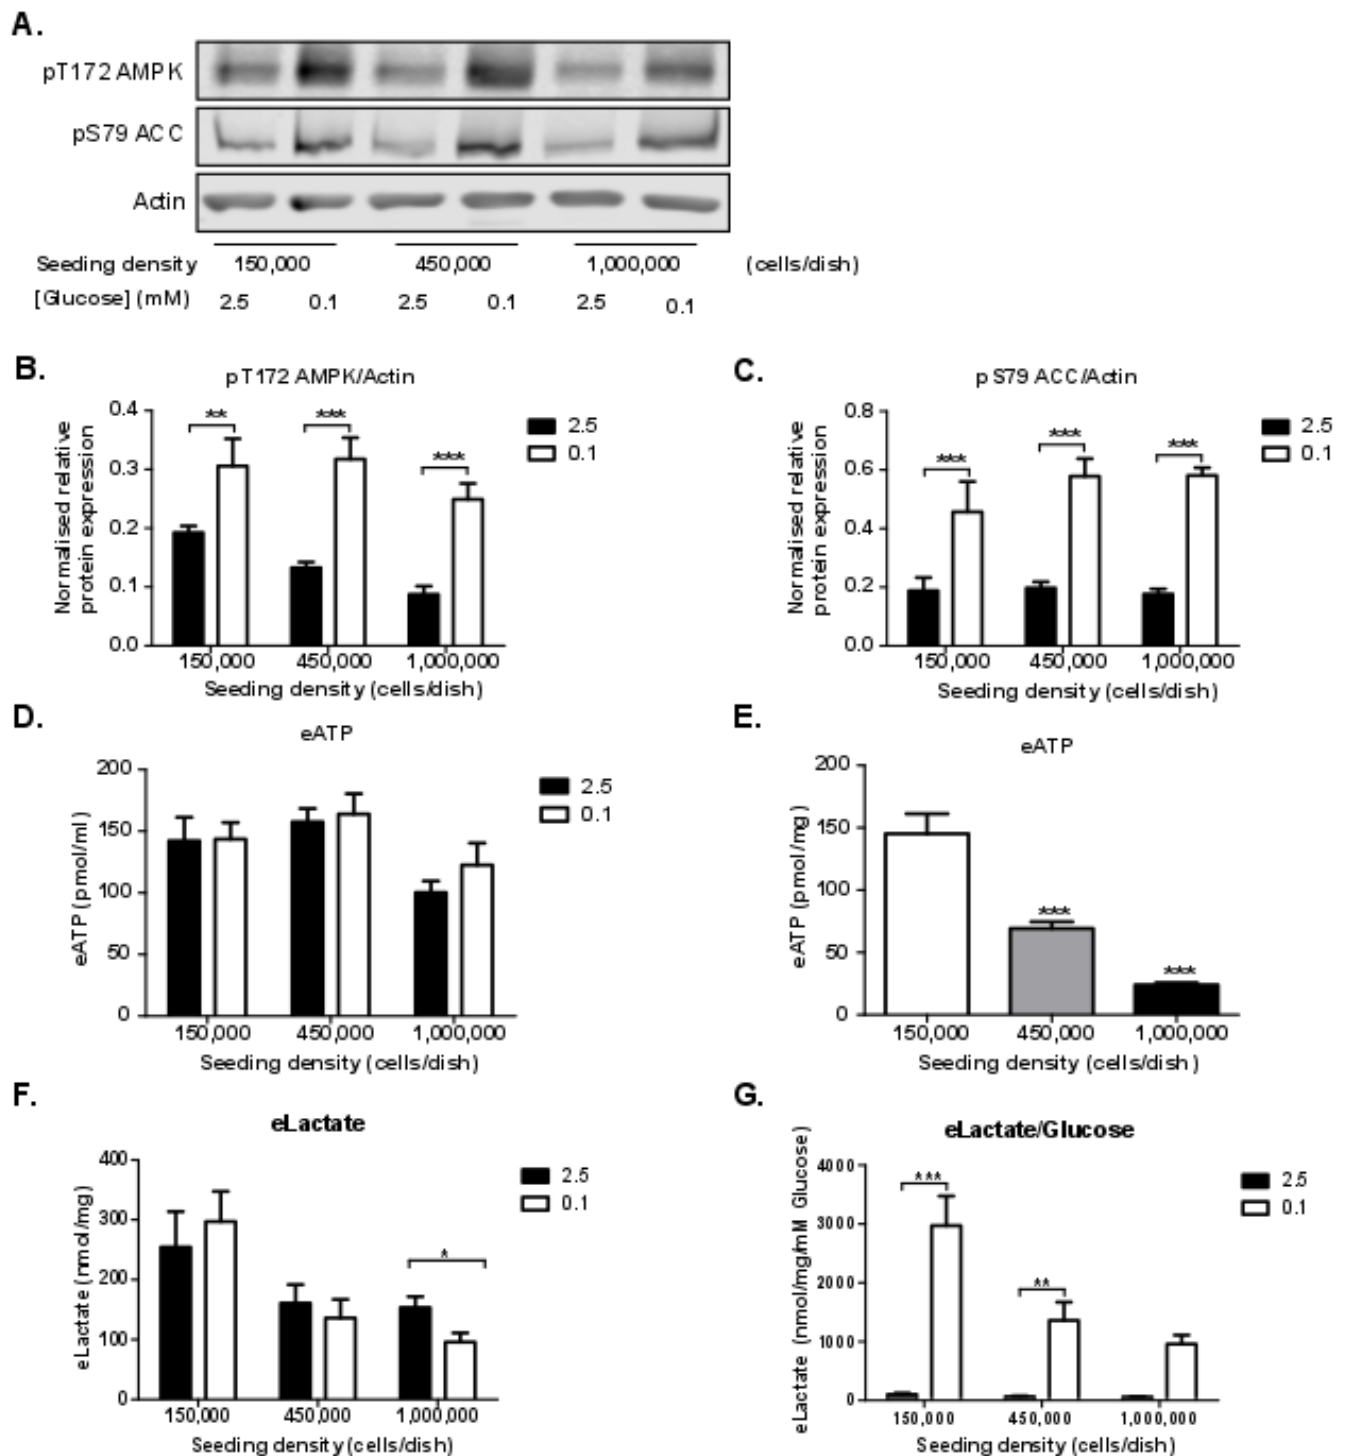 A.
pT172 AMPK
pS79 ACC
Actin
Seeding density 150,000 450,000 1,000,000 (cells/dish)
[Glucose] (mM) 2.5 0.1 2.5 0.1 2.5 0.1
B.
pT172 AMPK/Actin
Normalised relative
protein expression
0.4
0.3
0.2
0.1
0.0
** *** ***
2.5
0.1
150,000 450,000 1,000,000
Seeding density (cells/dish)
C.
pS79 ACC/Actin
Normalised relative
protein expression
0.8
0.6
0.4
0.2
0.0
*** *** ***
2.5
0.1
150,000 450,000 1,000,000
Seeding density (cells/dish)
D.
eATP
eATP (pmol/ml)
200
150
100
50
0
2.5
0.1
150,000 450,000 1,000,000
Seeding density (cells/dish)
E.
eATP
eATP (pmol/mg)
200
150
100
50
0
*** ***
150,000 450,000 1,000,000
Seeding density (cells/dish)
F.
eLactate
eLactate (nmol/mg)
400
300
200
100
0
*
2.5
0.1
150,000 450,000 1,000,000
Seeding density (cells/dish)
G.
eLactate/Glucose
eLactate (nmol/mg/mM Glucose)
4000
3000
2000
1000
0
*** **
2.5
0.1
150,000 450,000 1,000,000
Seeding density (cells/dish)